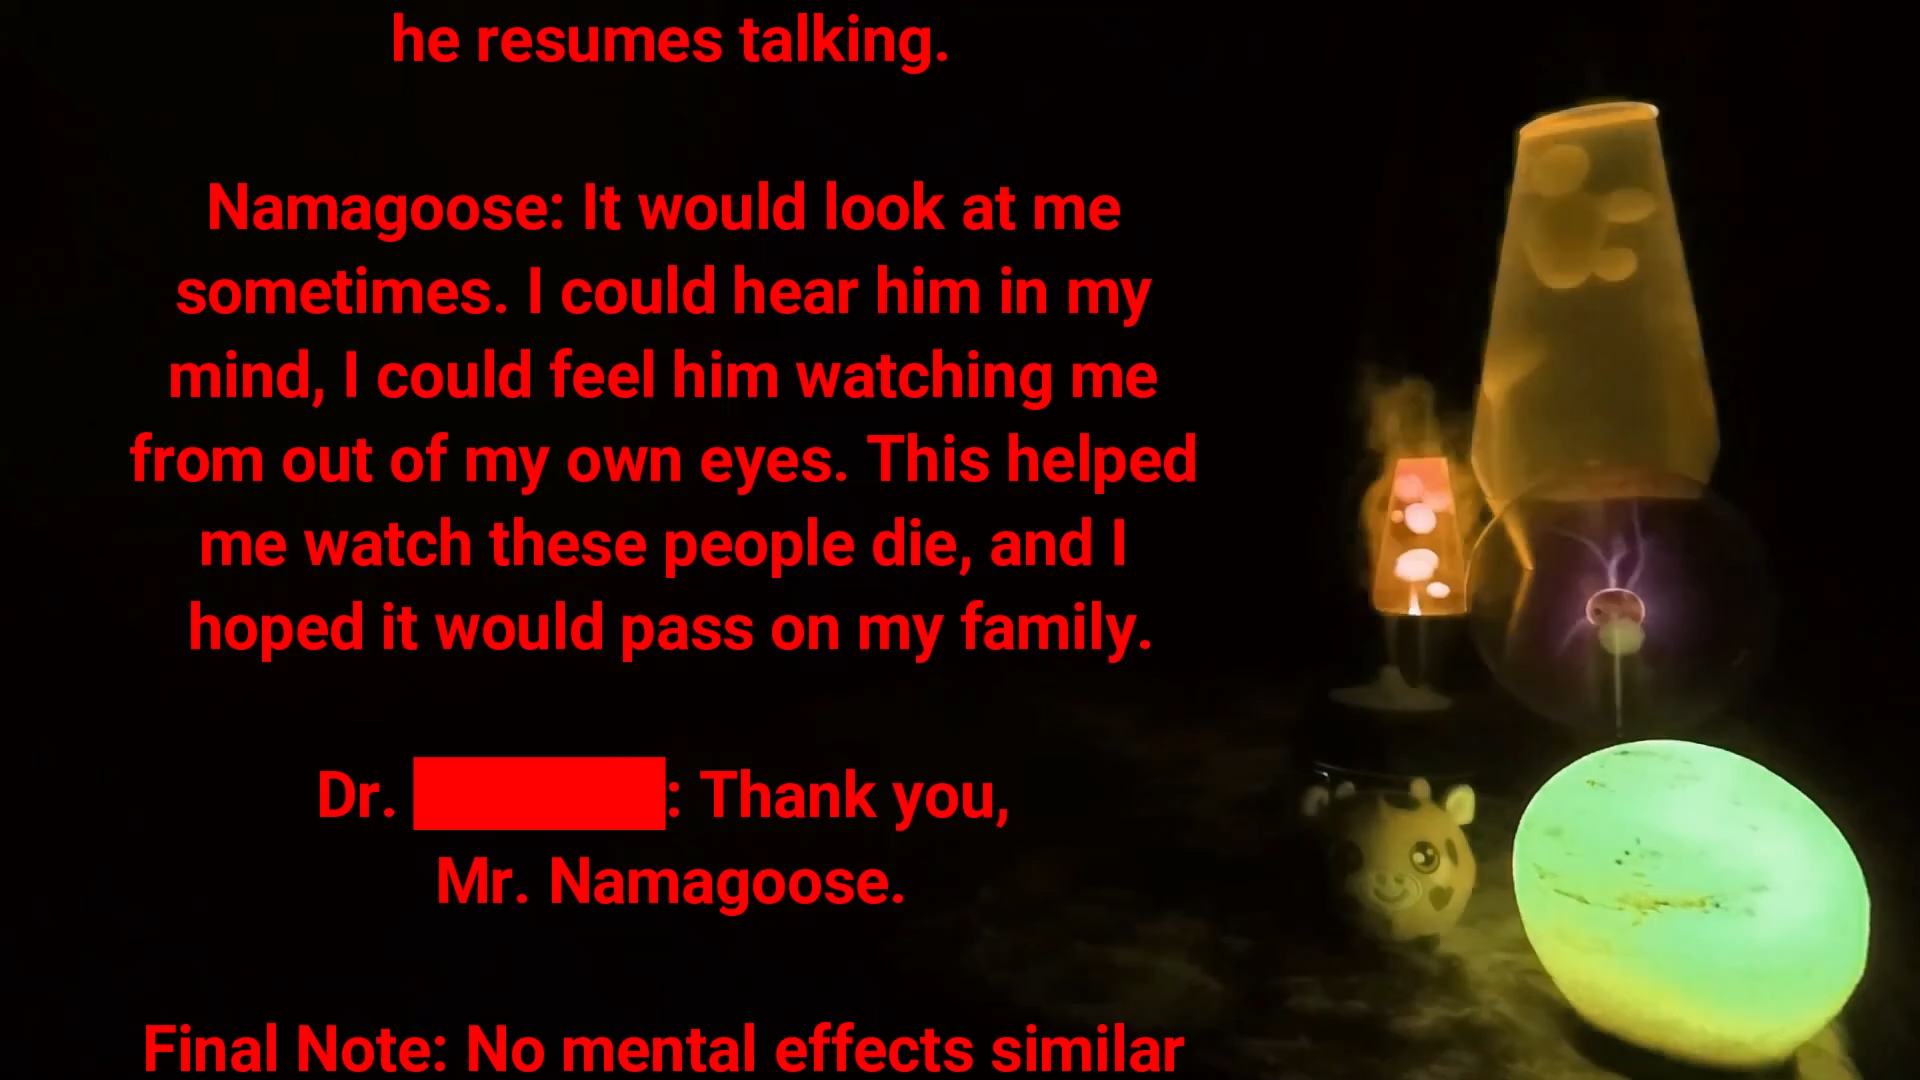 he resumes talking.
Namagoose: It would look at me
sometimes. I could hear him in my
mind, I could feel him watching me
from out of my own eyes. This helped
me watch these people die, and I
hoped it would pass on my family.
Dr. : Thank you,
Mr. Namagoose.
Final Note: No mental effects similar